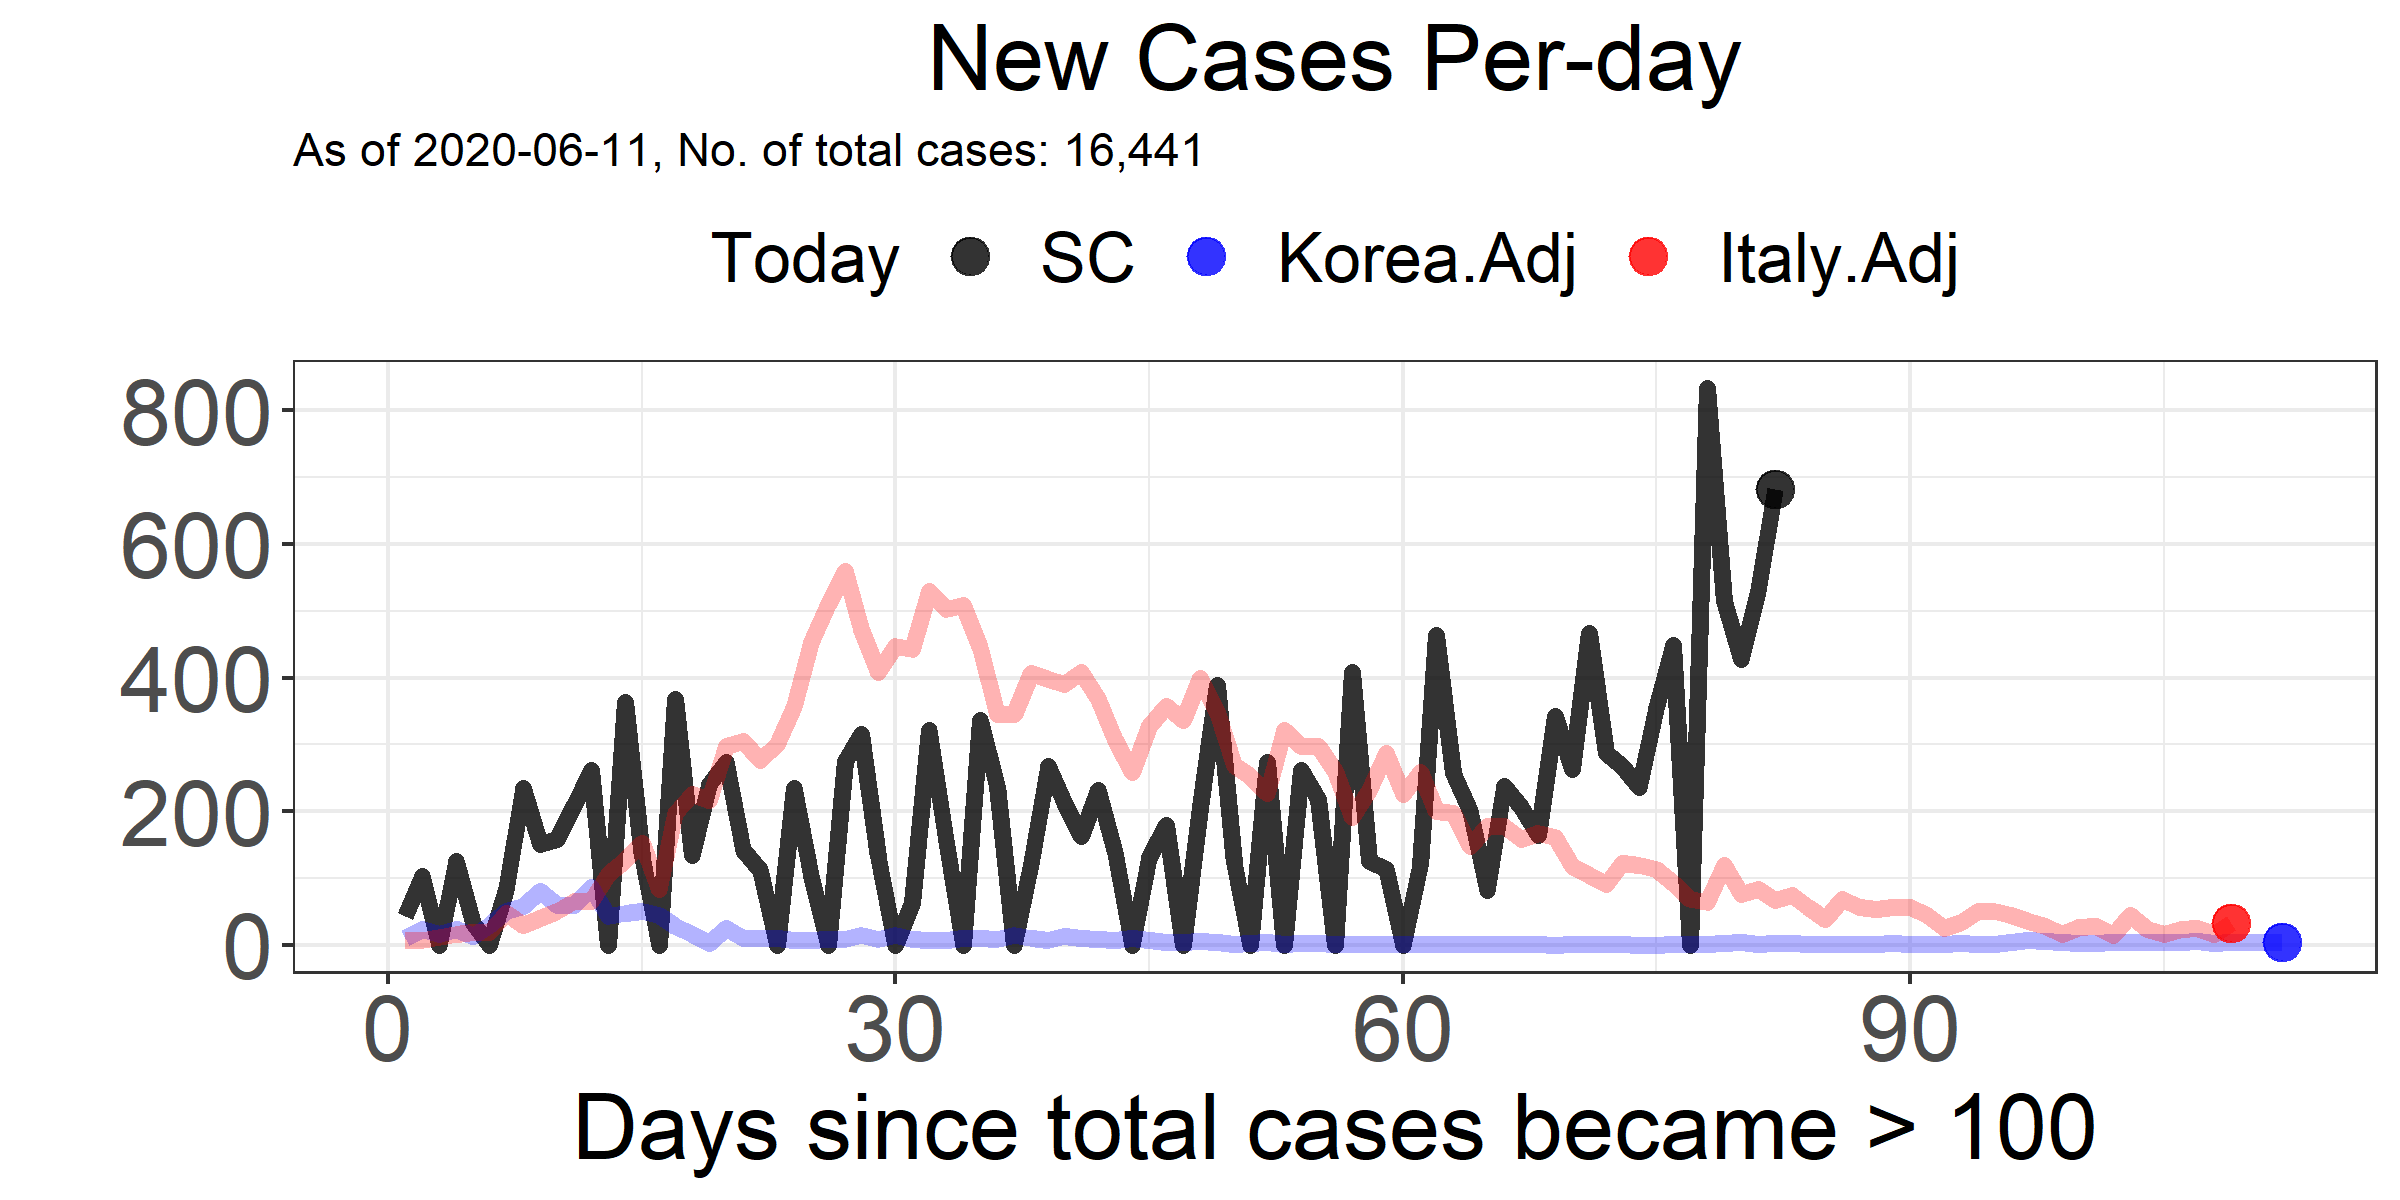 New Cases Per-day
As of 2020-06-11, No. of total cases: 16,441
Today SC Korea.Adj Italy.Adj
800
600
400
200
0
0 30 60 90
Days since total cases became > 100